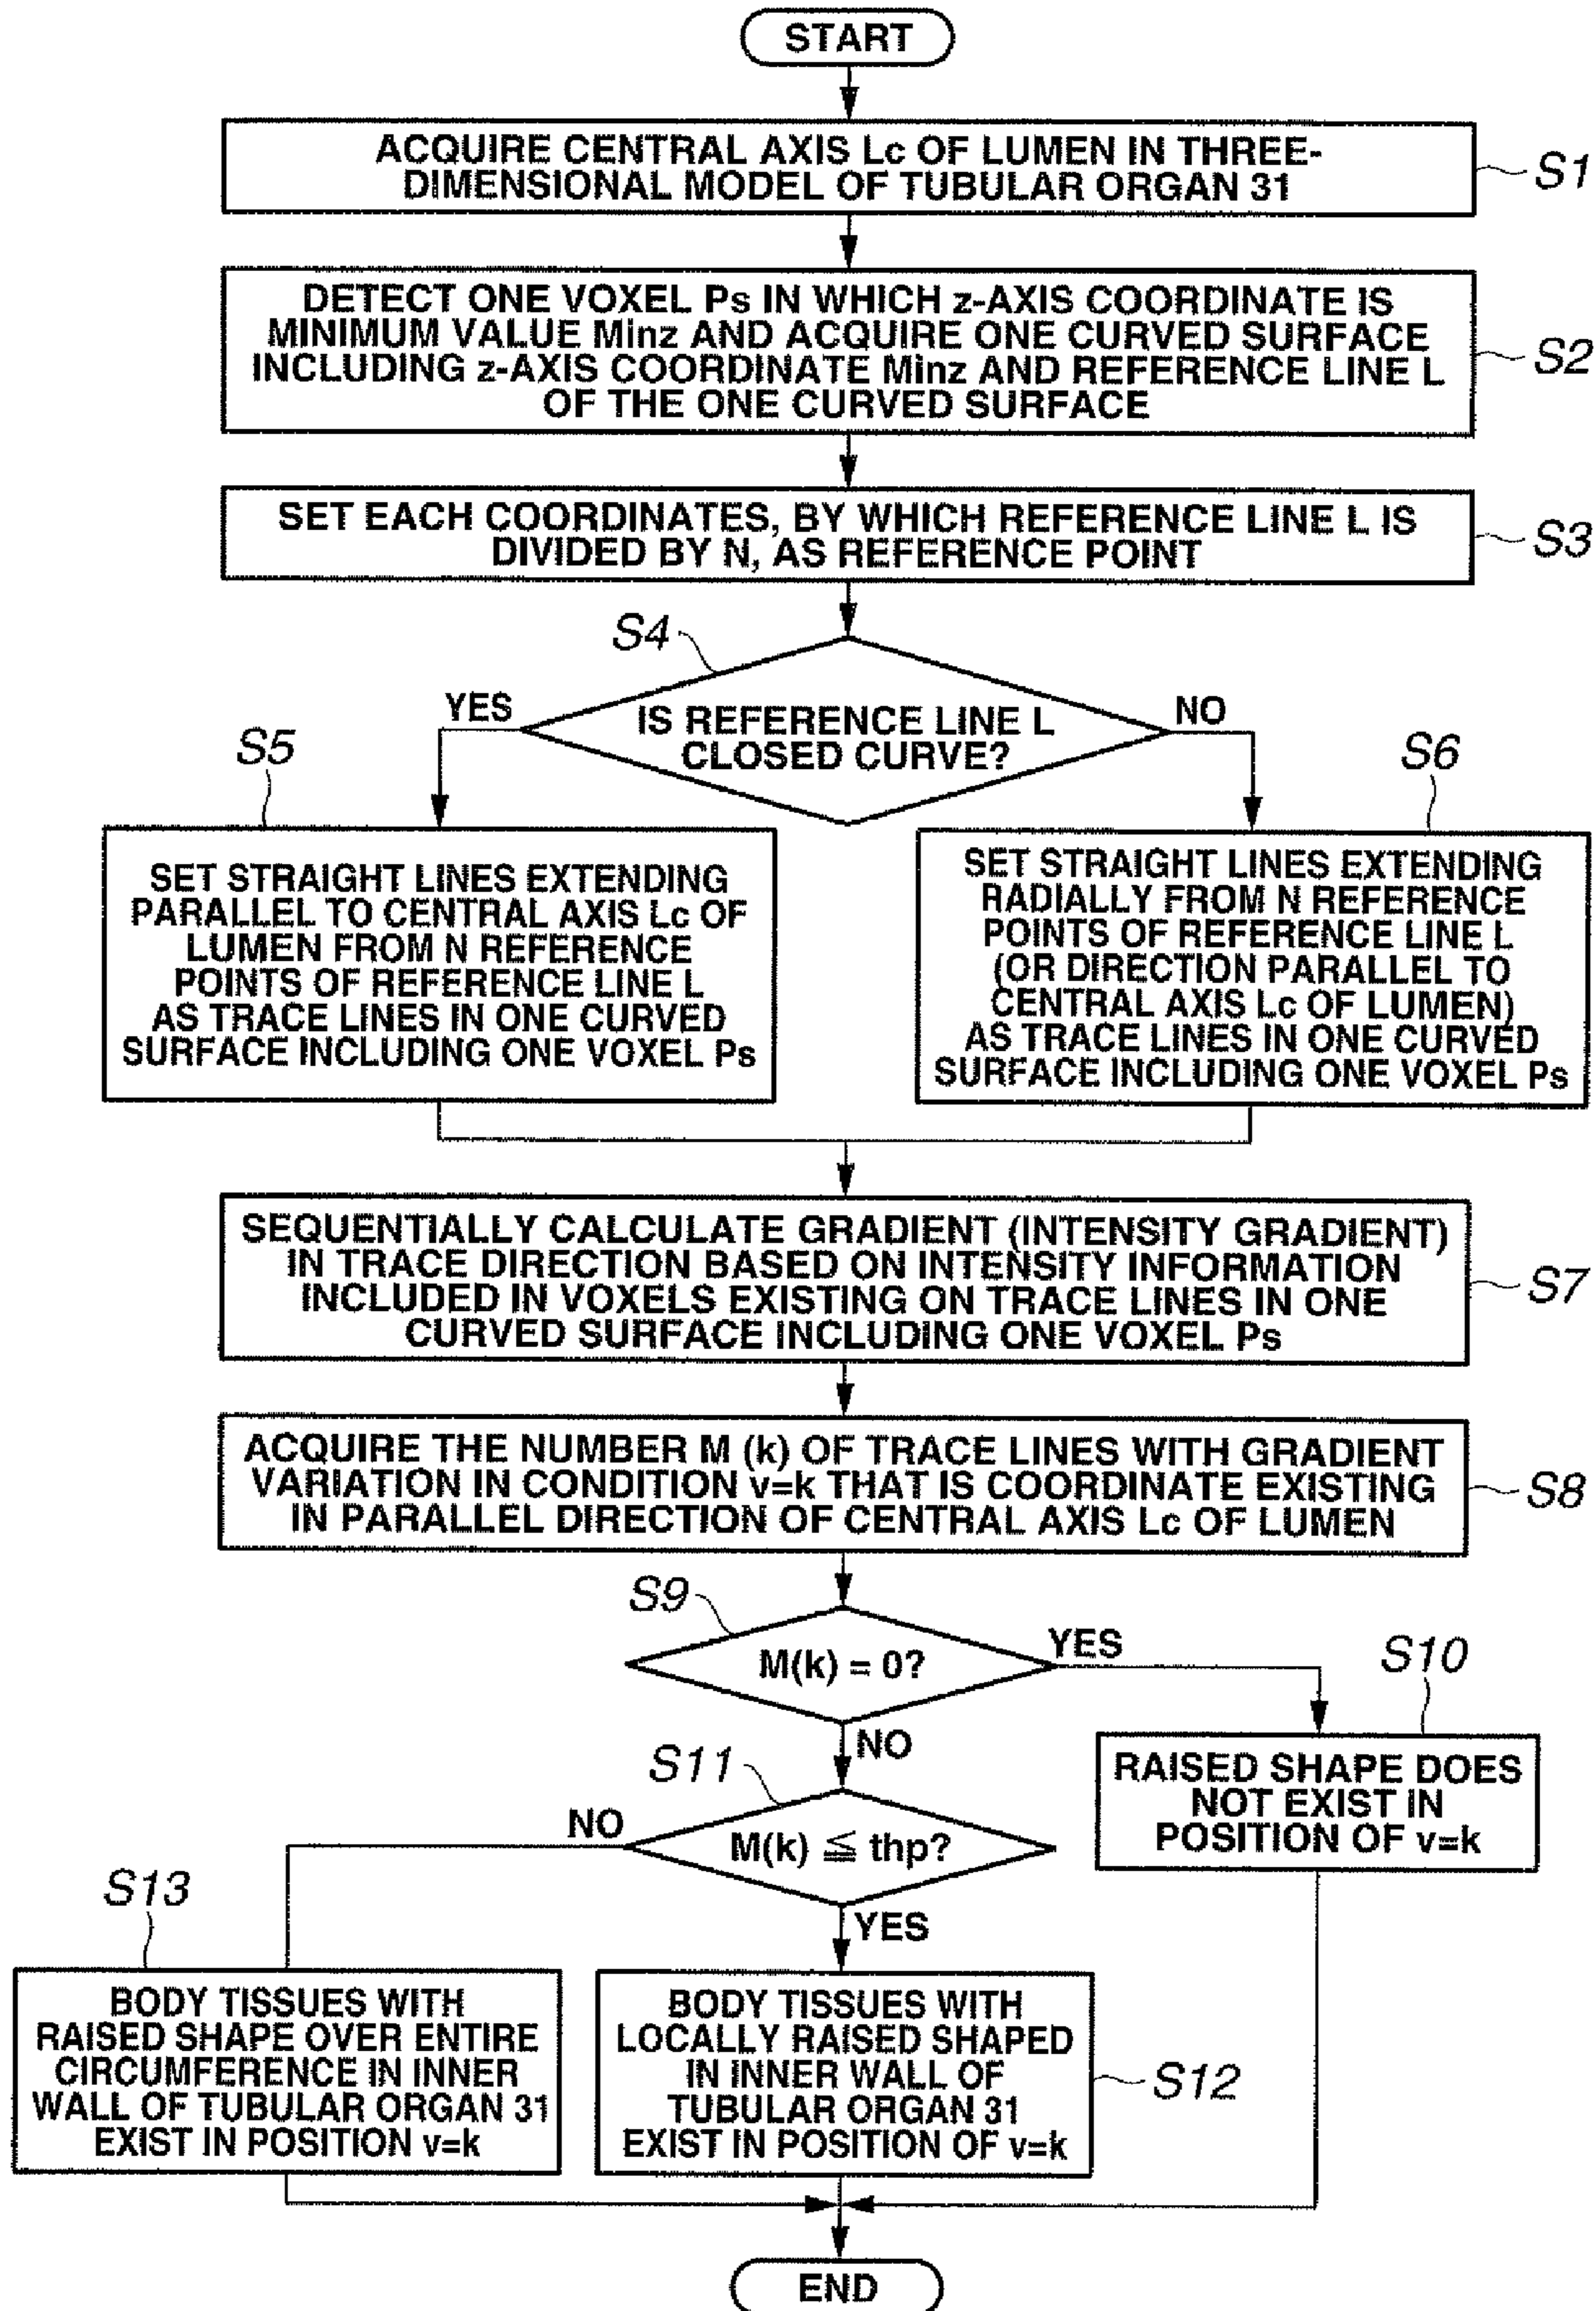 START
ACQUIRE CENTRAL AXIS Lc OF LUMEN IN THREE-
DIMENSIONAL MODEL OF TUBULAR ORGAN 31
S1
DETECT ONE VOXEL Ps IN WHICH z-AXIS COORDINATE IS
MINIMUM VALUE Minz AND ACQUIRE ONE CURVED SURFACE
INCLUDING z-AXIS COORDINATE Minz AND REFERENCE LINE L
OF THE ONE CURVED SURFACE
S2
SET EACH COORDINATES, BY WHICH REFERENCE LINE L IS
DIVIDED BY N, AS REFERENCE POINT
S3
S4
IS REFERENCE LINE L
CLOSED CURVE?
YES
NO
S5
SET STRAIGHT LINES EXTENDING
PARALLEL TO CENTRAL AXIS Lc OF
LUMEN FROM N REFERENCE
POINTS OF REFERENCE LINE L
AS TRACE LINES IN ONE CURVED
SURFACE INCLUDING ONE VOXEL Ps
S6
SET STRAIGHT LINES EXTENDING
RADIALLY FROM N REFERENCE
POINTS OF REFERENCE LINE L
(OR DIRECTION PARALLEL TO
CENTRAL AXIS Lc OF LUMEN)
AS TRACE LINES IN ONE CURVED
SURFACE INCLUDING ONE VOXEL Ps
SEQUENTIALLY CALCULATE GRADIENT (INTENSITY GRADIENT)
IN TRACE DIRECTION BASED ON INTENSITY INFORMATION
INCLUDED IN VOXELS EXISTING ON TRACE LINES IN ONE
CURVED SURFACE INCLUDING ONE VOXEL Ps
S7
ACQUIRE THE NUMBER M (k) OF TRACE LINES WITH GRADIENT
VARIATION IN CONDITION v=k THAT IS COORDINATE EXISTING
IN PARALLEL DIRECTION OF CENTRAL AXIS Lc OF LUMEN
S8
S9
M(k) = 0?
YES
NO
S10
RAISED SHAPE DOES
NOT EXIST IN
POSITION OF v=k
S11
M(k) ≦ thp?
NO
YES
S13
BODY TISSUES WITH
RAISED SHAPE OVER ENTIRE
CIRCUMFERENCE IN INNER
WALL OF TUBULAR ORGAN 31
EXIST IN POSITION v=k
BODY TISSUES WITH
LOCALLY RAISED SHAPED
IN INNER WALL OF
TUBULAR ORGAN 31
EXIST IN POSITION OF v=k
S12
END